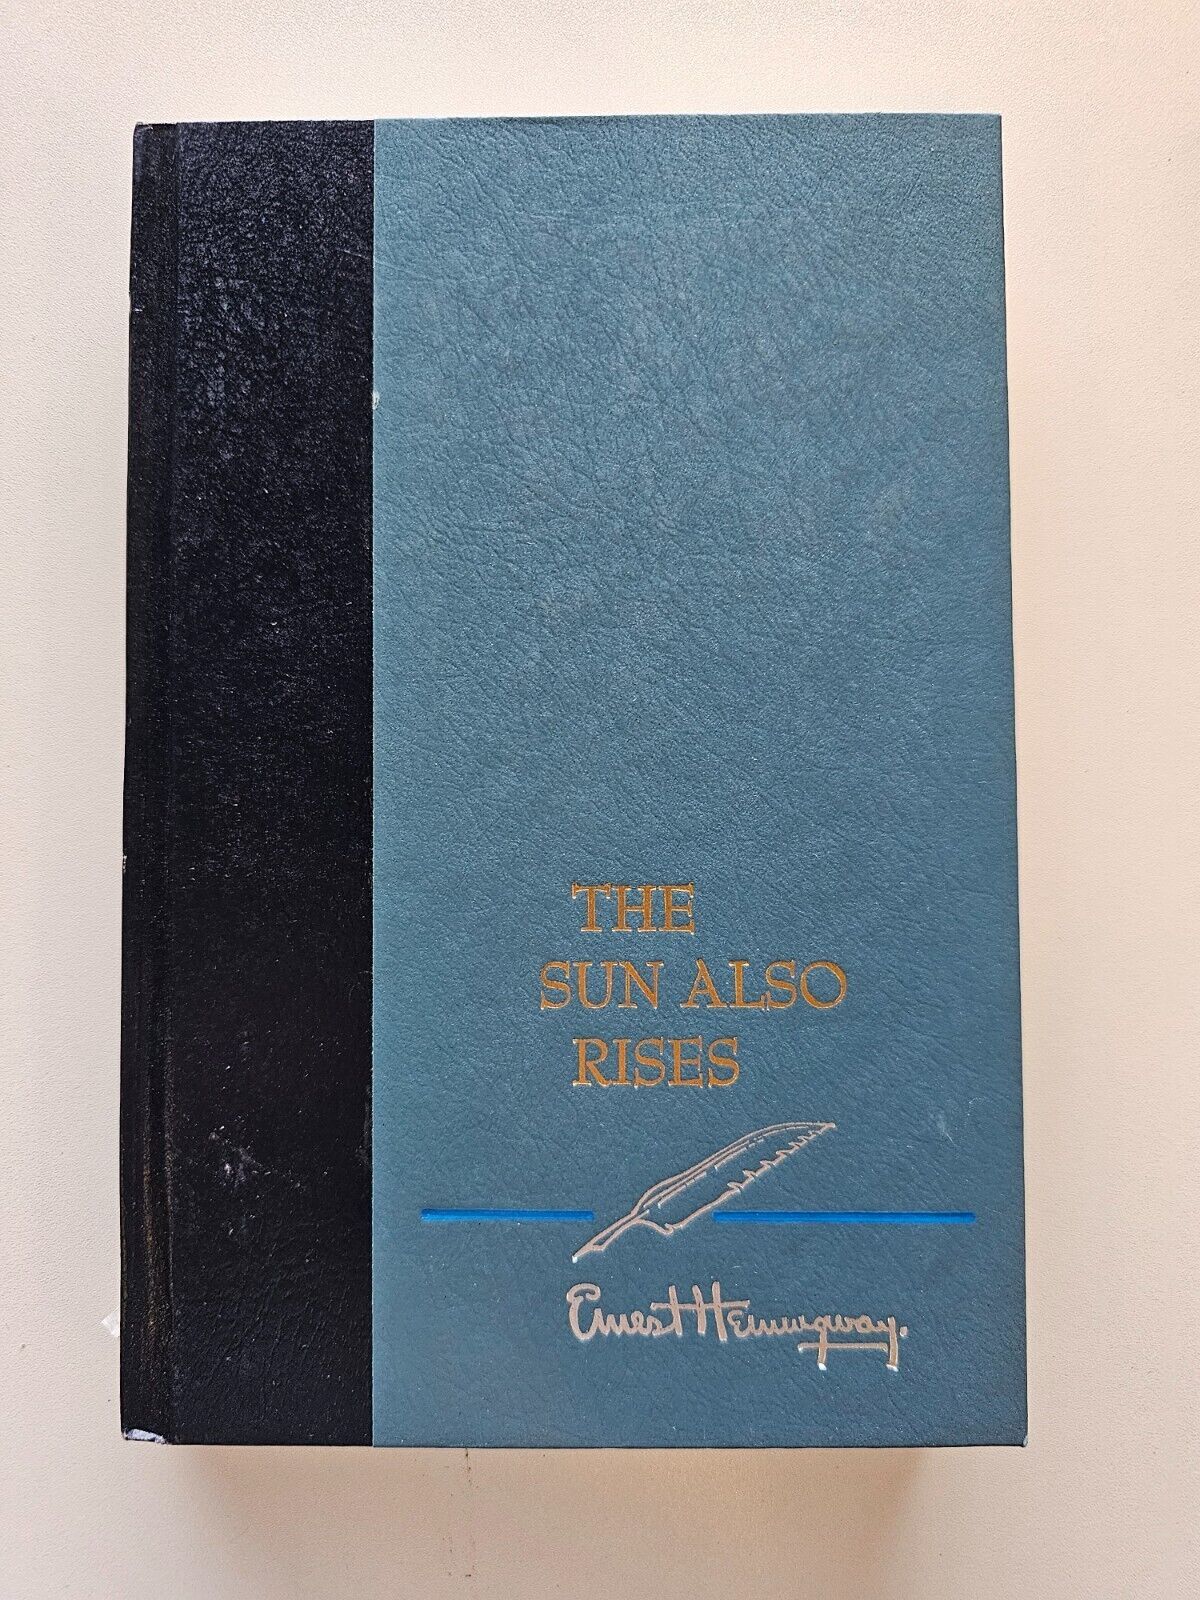 THE
SUN ALSO
RISES
Ernest Hemingway.